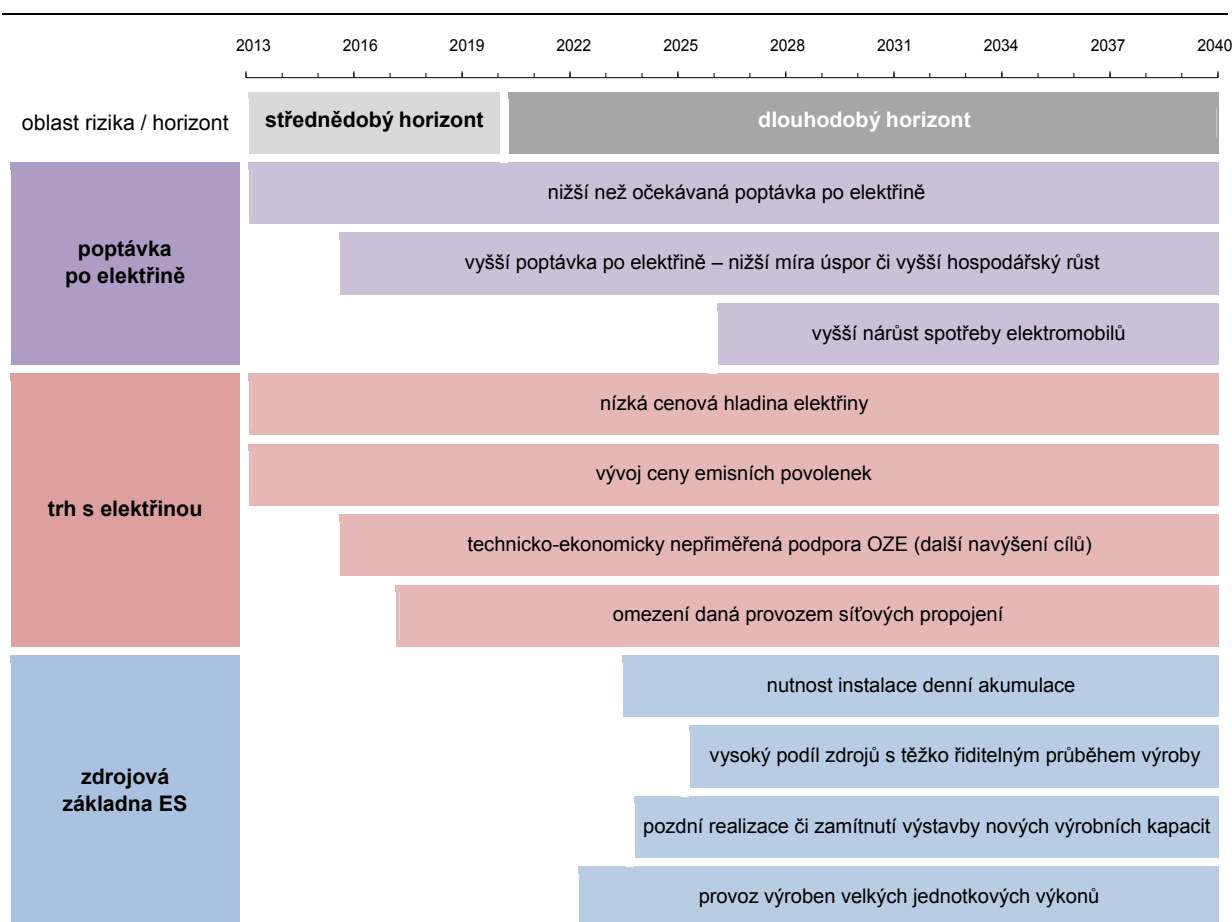 2013 2016 2019 2022 2025 2028 2031 2034 2037 2040
oblast rizika / horizont
střednědobý horizont
dlouhodobý horizont
poptávka
po elektřině
nižší než očekávaná poptávka po elektřině
vyšší poptávka po elektřině – nižší míra úspor či vyšší hospodářský růst
vyšší nárůst spotřeby elektromobilů
trh s elektřinou
nízká cenová hladina elektřiny
vývoj ceny emisních povolenek
technicko-ekonomicky nepřiměřená podpora OZE (další navýšení cílů)
omezení daná provozem síťových propojení
zdrojová
základna ES
nutnost instalace denní akumulace
vysoký podíl zdrojů s těžko řiditelným průběhem výroby
pozdní realizace či zamítnutí výstavby nových výrobních kapacit
provoz výroben velkých jednotkových výkonů